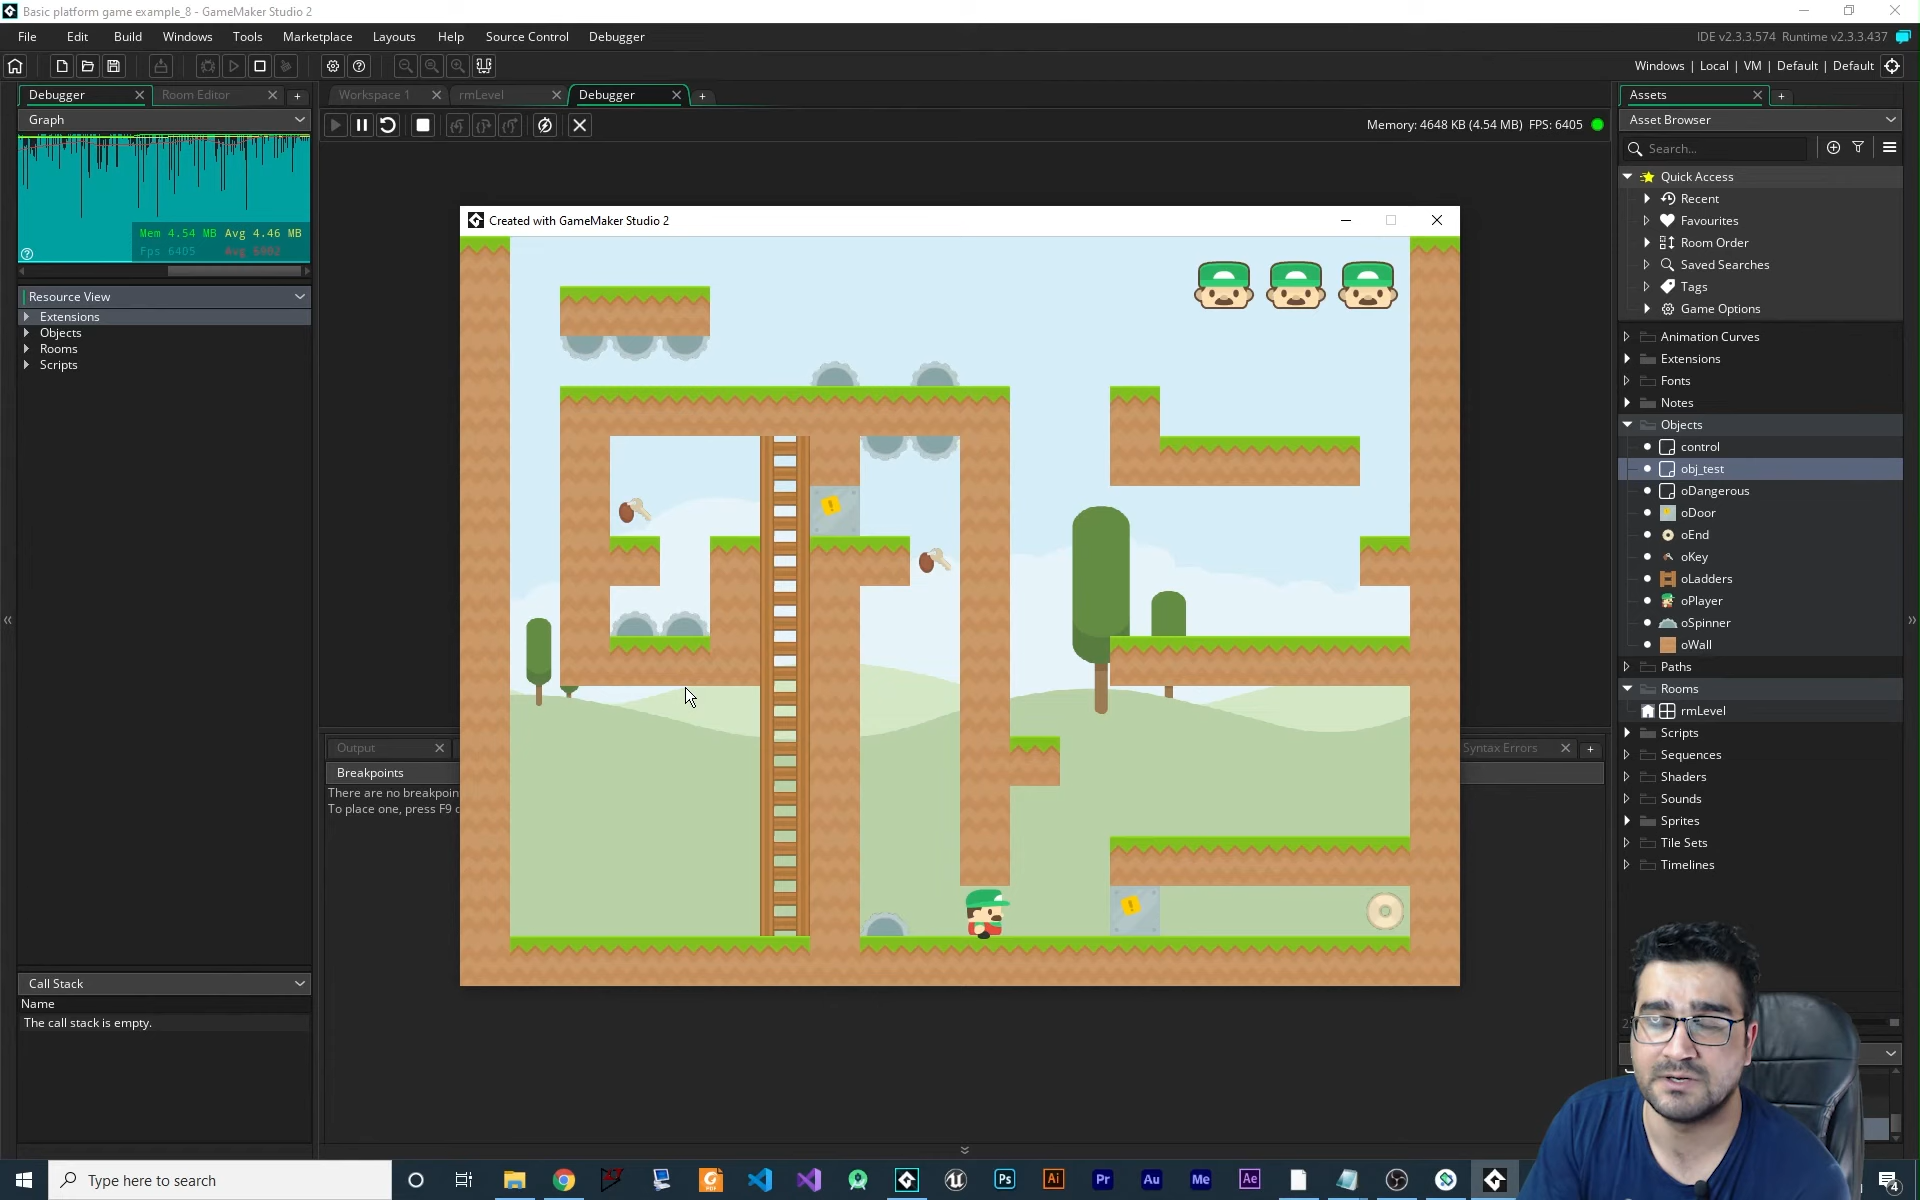 Basic platform game example_8 - GameMaker Studio 2
File Edit Build Windows Tools Marketplace Layouts Help Source Control Debugger
IDE v2.3.3.574 Runtime v2.3.3.437
Windows | Local | VM | Default | Default
Debugger
Room Editor
Workspace 1
rmLevel
Debugger
Assets
Graph
Memory: 4648 KB (4.54 MB) FPS: 6405
Asset Browser
Search...
Mem 4.54 MB Avg 4.46 MB
Fps 6405
Resource View
Extensions
Objects
Rooms
Scripts
Created with GameMaker Studio 2
Quick Access
Recent
Favourites
Room Order
Saved Searches
Tags
Game Options
Animation Curves
Extensions
Fonts
Notes
Objects
control
obj_test
oDangerous
oDoor
oEnd
oKey
oLadders
oPlayer
oSpinner
oWall
Paths
Rooms
rmLevel
Scripts
Sequences
Shaders
Sounds
Sprites
Tile Sets
Timelines
Output
Syntax Errors
Breakpoints
There are no breakpoin
To place one, press F9
Call Stack
Name
The call stack is empty.
Type here to search
Ps
Ai
Pr
Au
Me
Ae
4